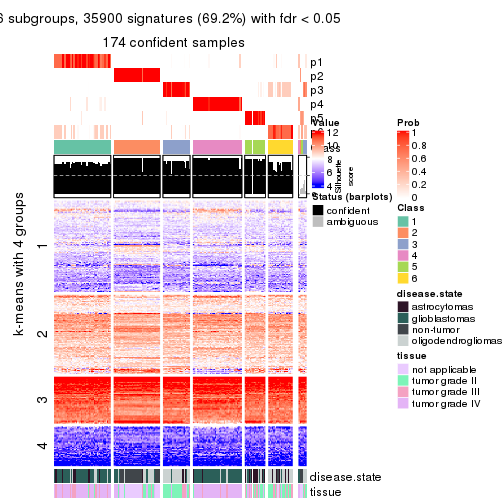 6 subgroups, 35900 signatures (69.2%) with fdr < 0.05
174 confident samples
p1
p2
p3
p4
p5
k-means with 4 groups
1
2
3
4
Value
12
10
8
6
4
Silhouette
score
Status (barplots)
confident
ambiguous
Prob
1
0.8
0.6
0.4
0.2
0
Class
1
2
3
4
5
6
disease.state
astrocytomas
glioblastomas
non-tumor
oligodendrogliomas
tissue
not applicable
tumor grade II
tumor grade III
tumor grade IV
disease.state
tissue